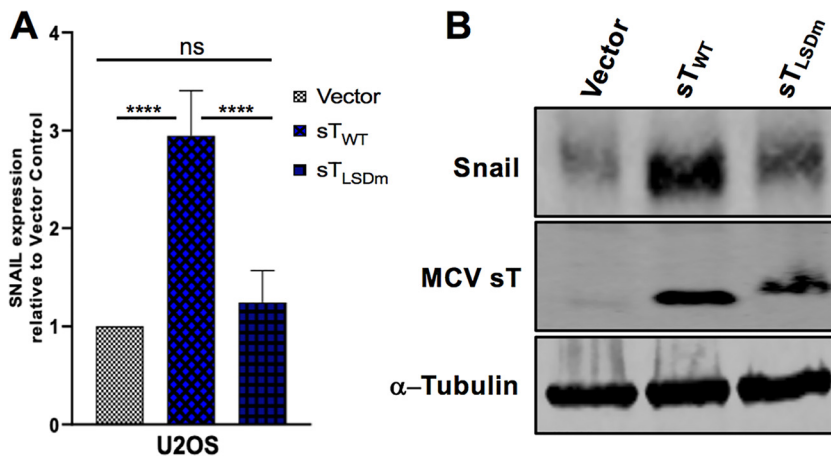 A
SNAIL expression
relative to Vector Control
4
3
2
1
0
ns
****
****
Vector
sTWT
sTLSDm
U2OS
B
Vector
sTWT
sTLSDm
Snail
MCV sT
α–Tubulin